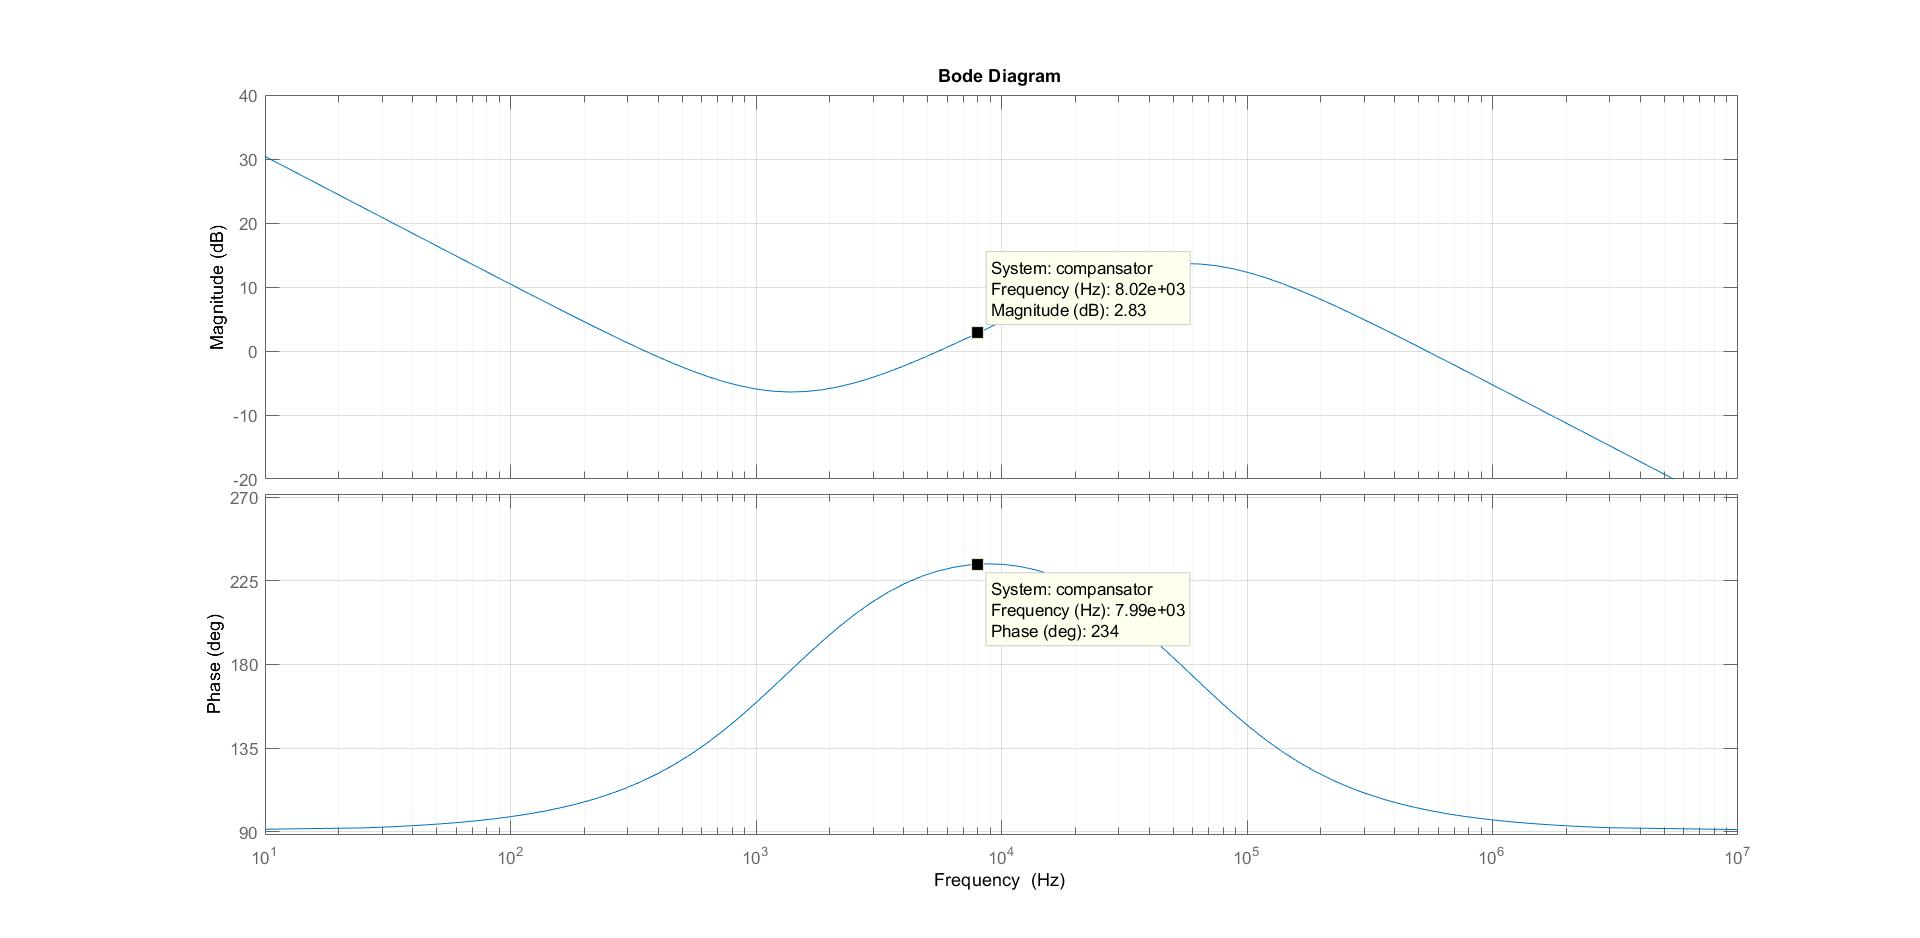 Bode Diagram
40
30
20
10
0
-10
-20
Magnitude (dB)
System: compansator
Frequency (Hz): 8.02e+03
Magnitude (dB): 2.83
270
225
180
135
90
Phase (deg)
System: compansator
Frequency (Hz): 7.99e+03
Phase (deg): 234
10^1 10^2 10^3 10^4 10^5 10^6 10^7
Frequency (Hz)